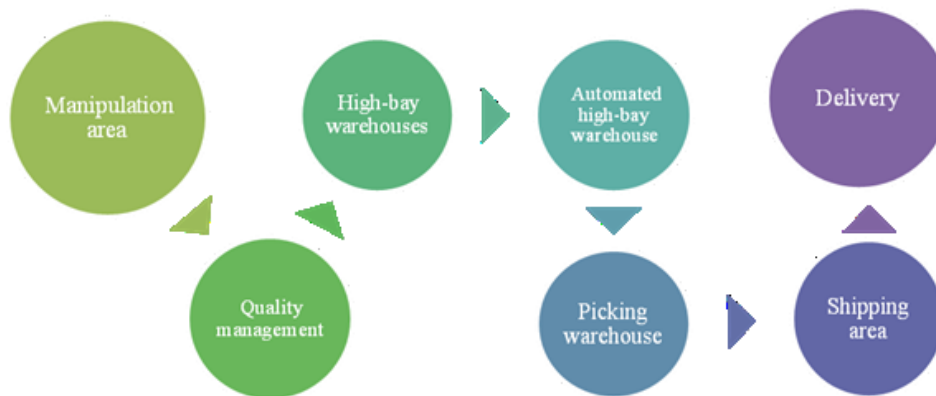 Manipulation
area
Quality
management
High-bay
warehouses
Automated
high-bay
warehouse
Picking
warehouse
Shipping
area
Delivery